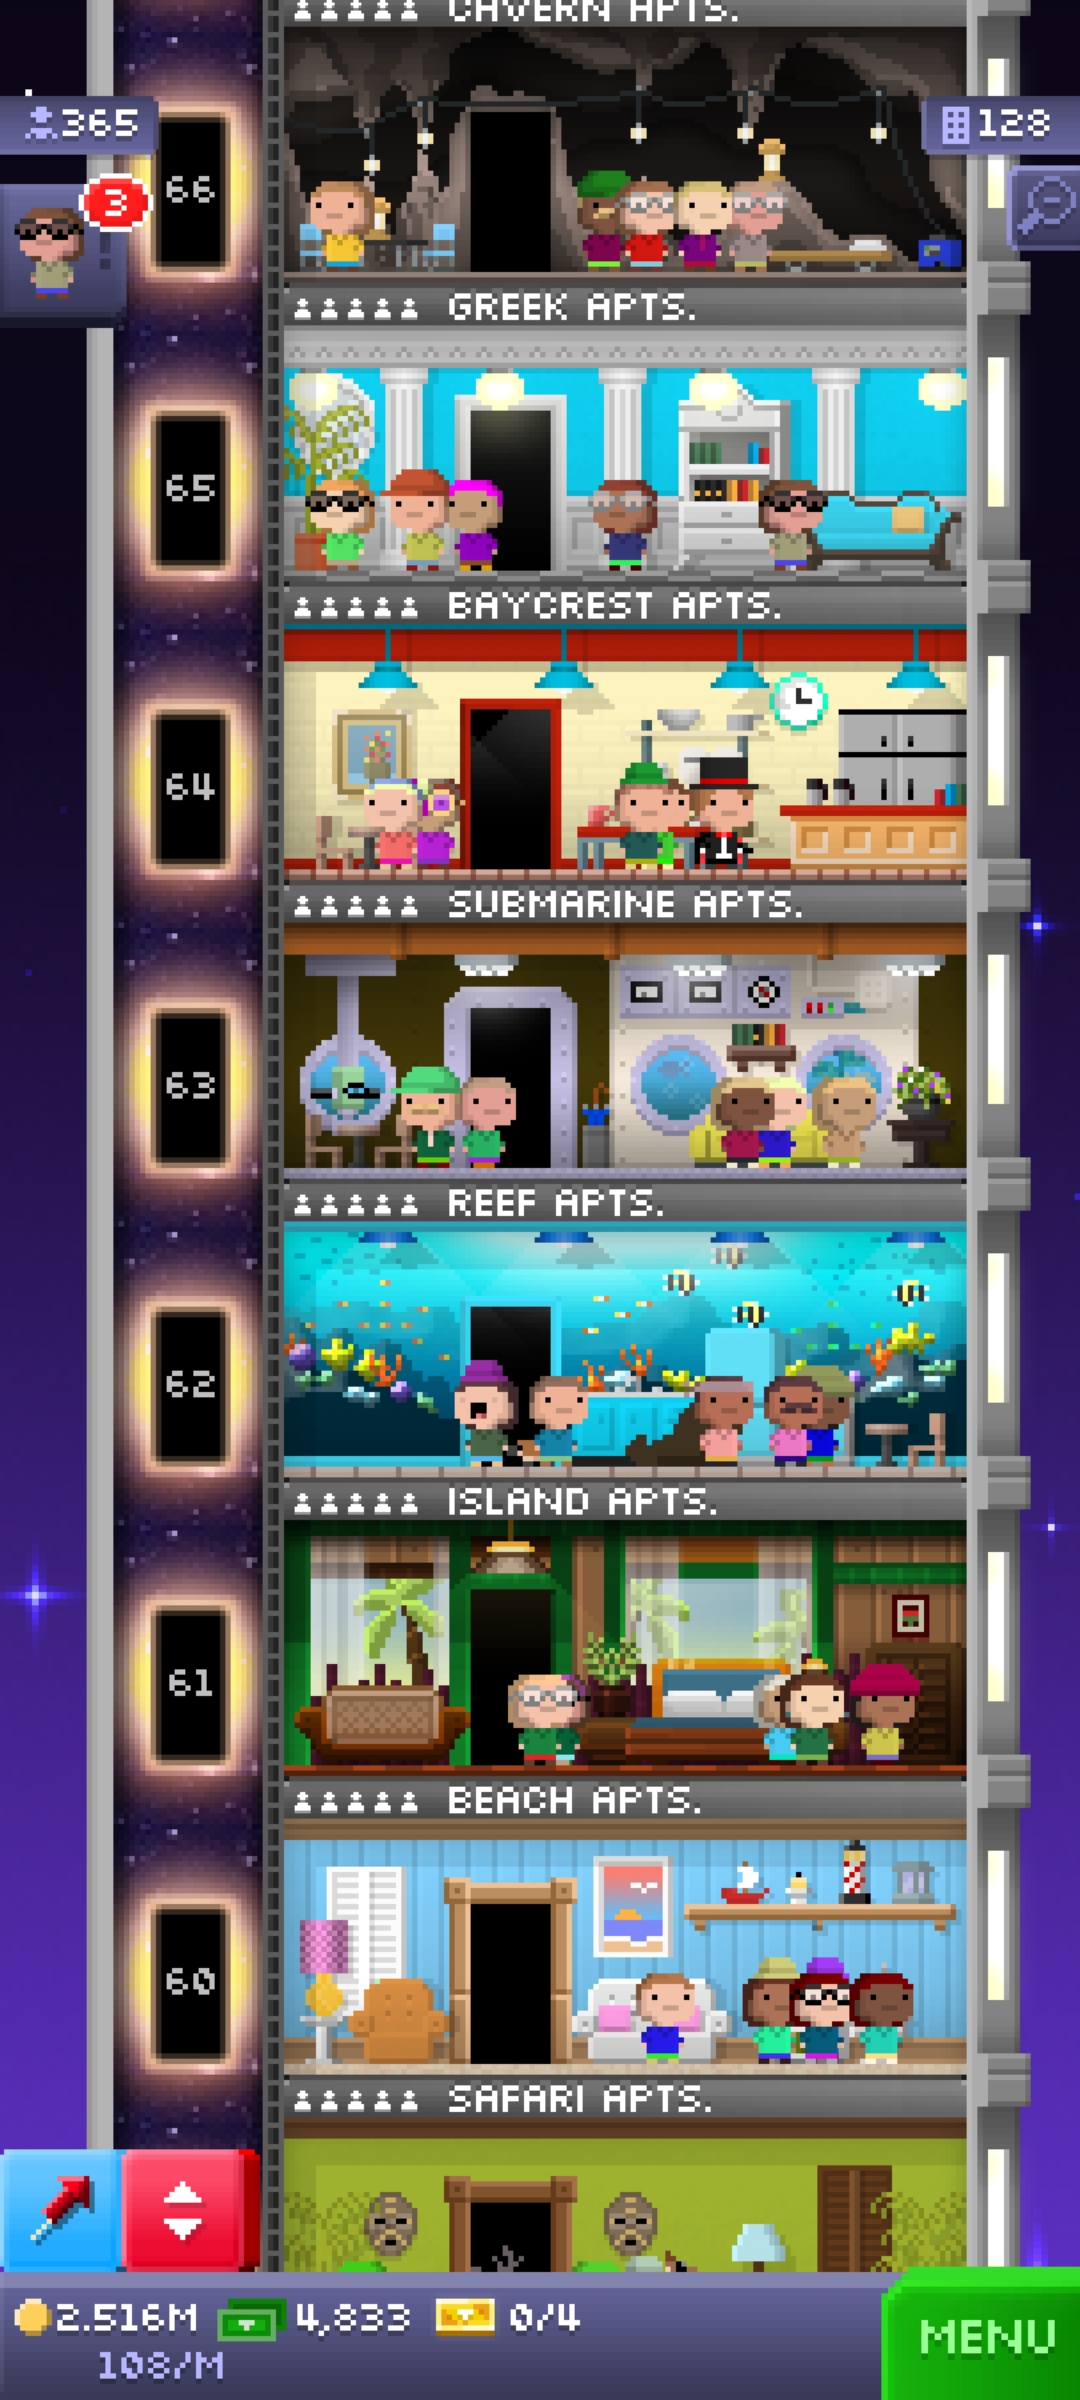 CAVERN APTS.
365
128
3
66
GREEK APTS.
65
BAYCREST APTS.
64
SUBMARINE APTS.
63
REEF APTS.
62
ISLAND APTS.
61
BEACH APTS.
60
SAFARI APTS.
2.516M 4,833 0/4
108/M
MENU